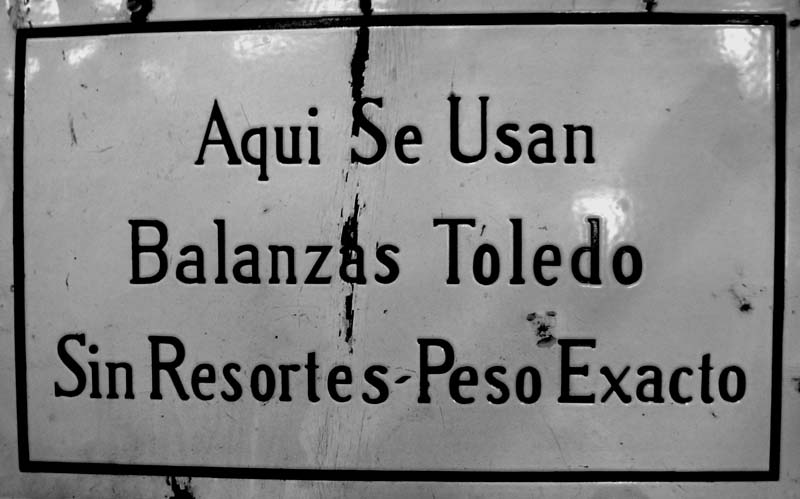 Aqui Se Usan
Balanzas Toledo
Sin Resortes-Peso Exacto